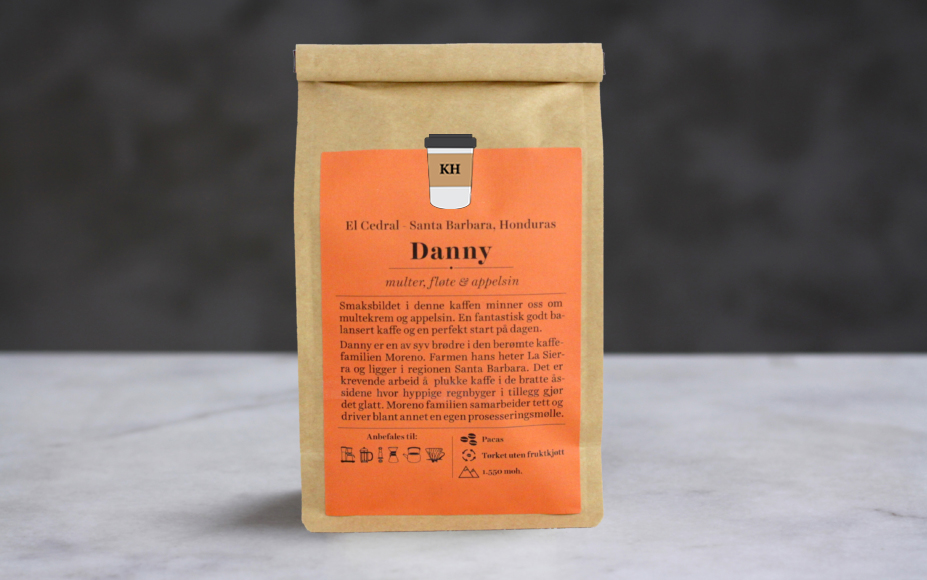 KH
El Cedral - Santa Barbara, Honduras
Danny
multer, fløte & appelsin
Smaksbildet i denne kaffen minner oss om
multekrem og appelsin. En fantastisk godt ba-
lansert kaffe og en perfekt start på dagen.
Danny er en av syv brødre i den berømte kaffe-
familien Moreno. Farmen hans heter La Sier-
ra og ligger i regionen Santa Barbara. Det er
krevende arbeid å plukke kaffe i de bratte ås-
sidene hvor hyppige regnbyger i tillegg gjør
det glatt. Moreno familien samarbeider tett og
driver blant annet en egen prosesseringsmølle.
Anbefales til:
Pacas
Tørket uten fruktkjøtt
1.550 moh.